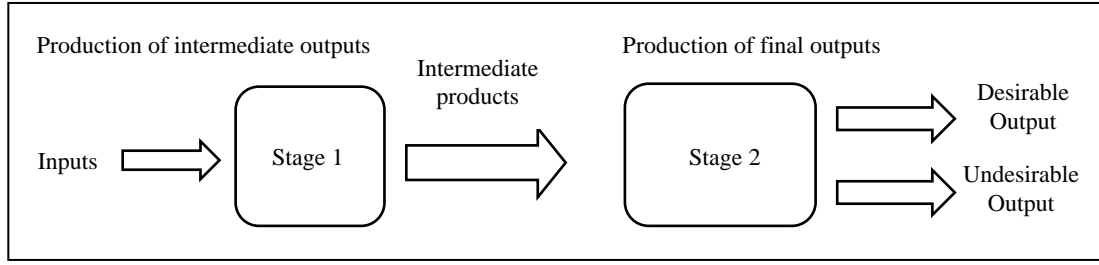 Production of intermediate outputs
Production of final outputs
Intermediate
products
Desirable
Output
Inputs
Stage 1
Stage 2
Undesirable
Output